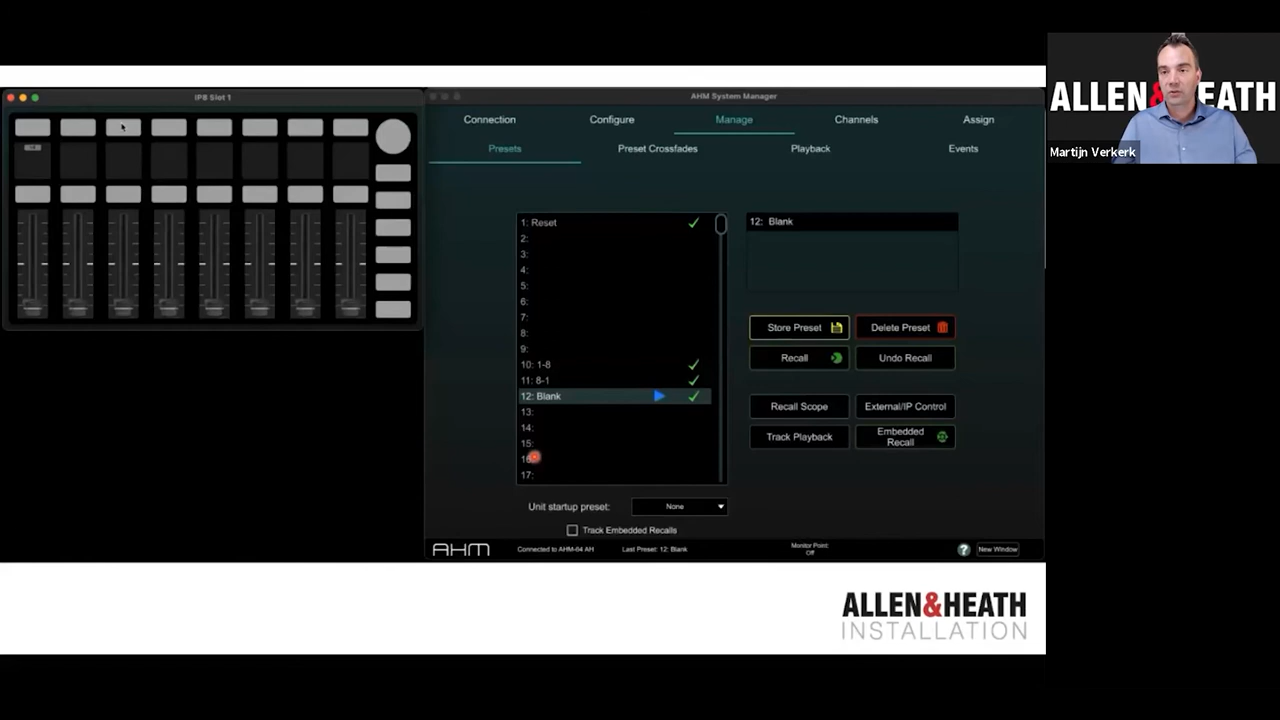 IP8 Slot 1
AHM System Manager
Connection
Configure
Manage
Channels
Assign
Presets
Preset Crossfades
Playback
Events
1: Reset
2:
3:
4:
5:
6:
7:
8:
9:
10: 1-8
11: 8-1
12: Blank
13:
14:
15:
16:
17:
12: Blank
Store Preset
Delete Preset
Recall
Undo Recall
Recall Scope
External/IP Control
Track Playback
Embedded
Recall
Unit startup preset:
None
Track Embedded Recalls
AHM
Connected to AHM-64 AH
Last Preset: 12: Blank
Monitor Point:
Off
?
New Window
ALLEN&HEATH
INSTALLATION
ALLEN EATH
Martijn Verkerk